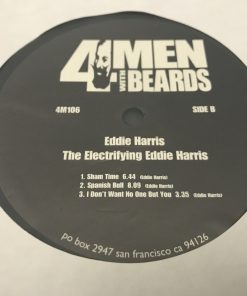 4 MEN
WITH BEARDS
4M106 SIDE B
Eddie Harris
The Electrifying Eddie Harris
1. Sham Time 6.44 (Eddie Harris)
2. Spanish Bull 8.09 (Eddie Harris)
3. I Don't Want No One But You 3.35 (Eddie Harris)
po box 2947 san francisco ca 94126